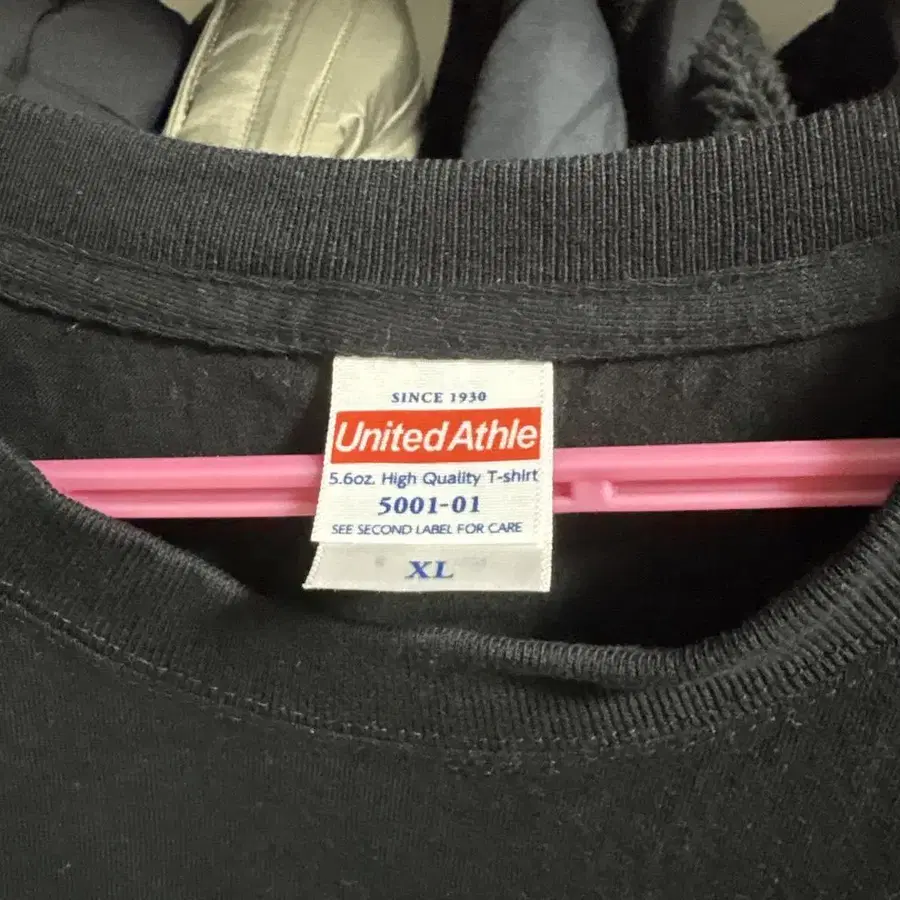 SINCE 1930
United Athle
5.6oz. High Quality T-shirt
5001-01
SEE SECOND LABEL FOR CARE
XL